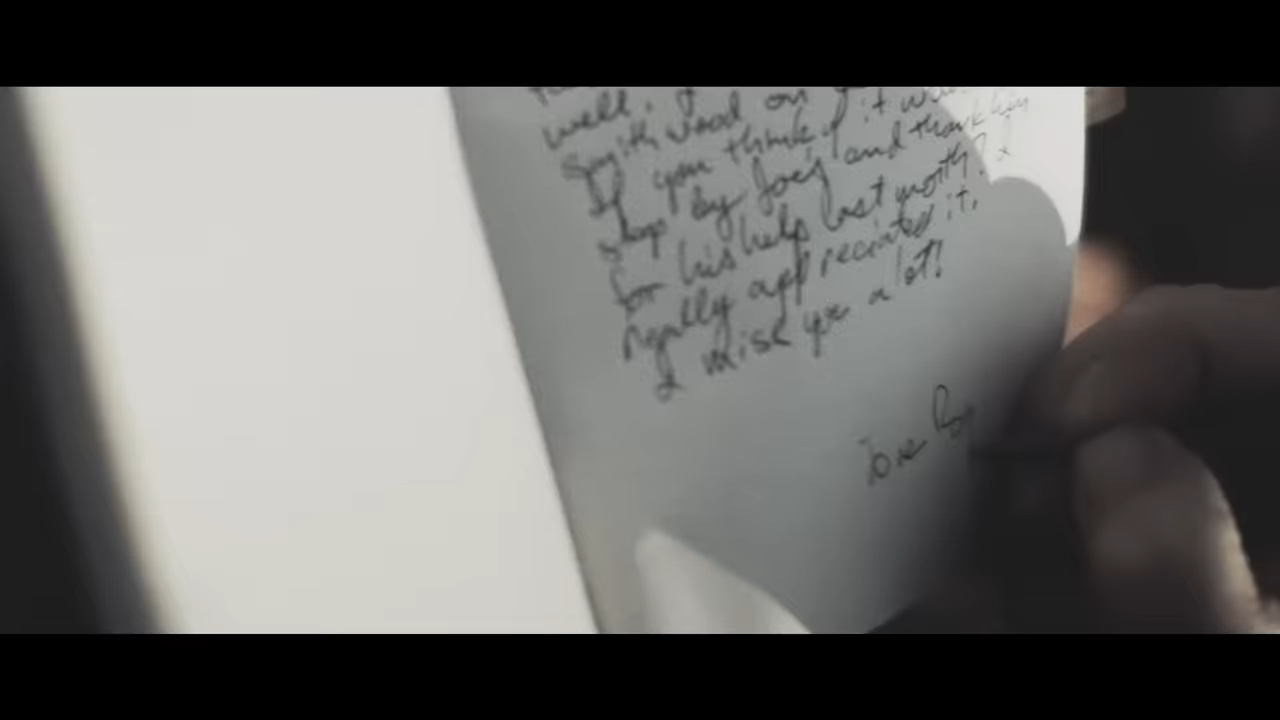 well, I
Smith Wood on
If you think of it
stop by Joe's and thank him
for his help last month? I
really appreciated it.
I miss you a lot!
Love